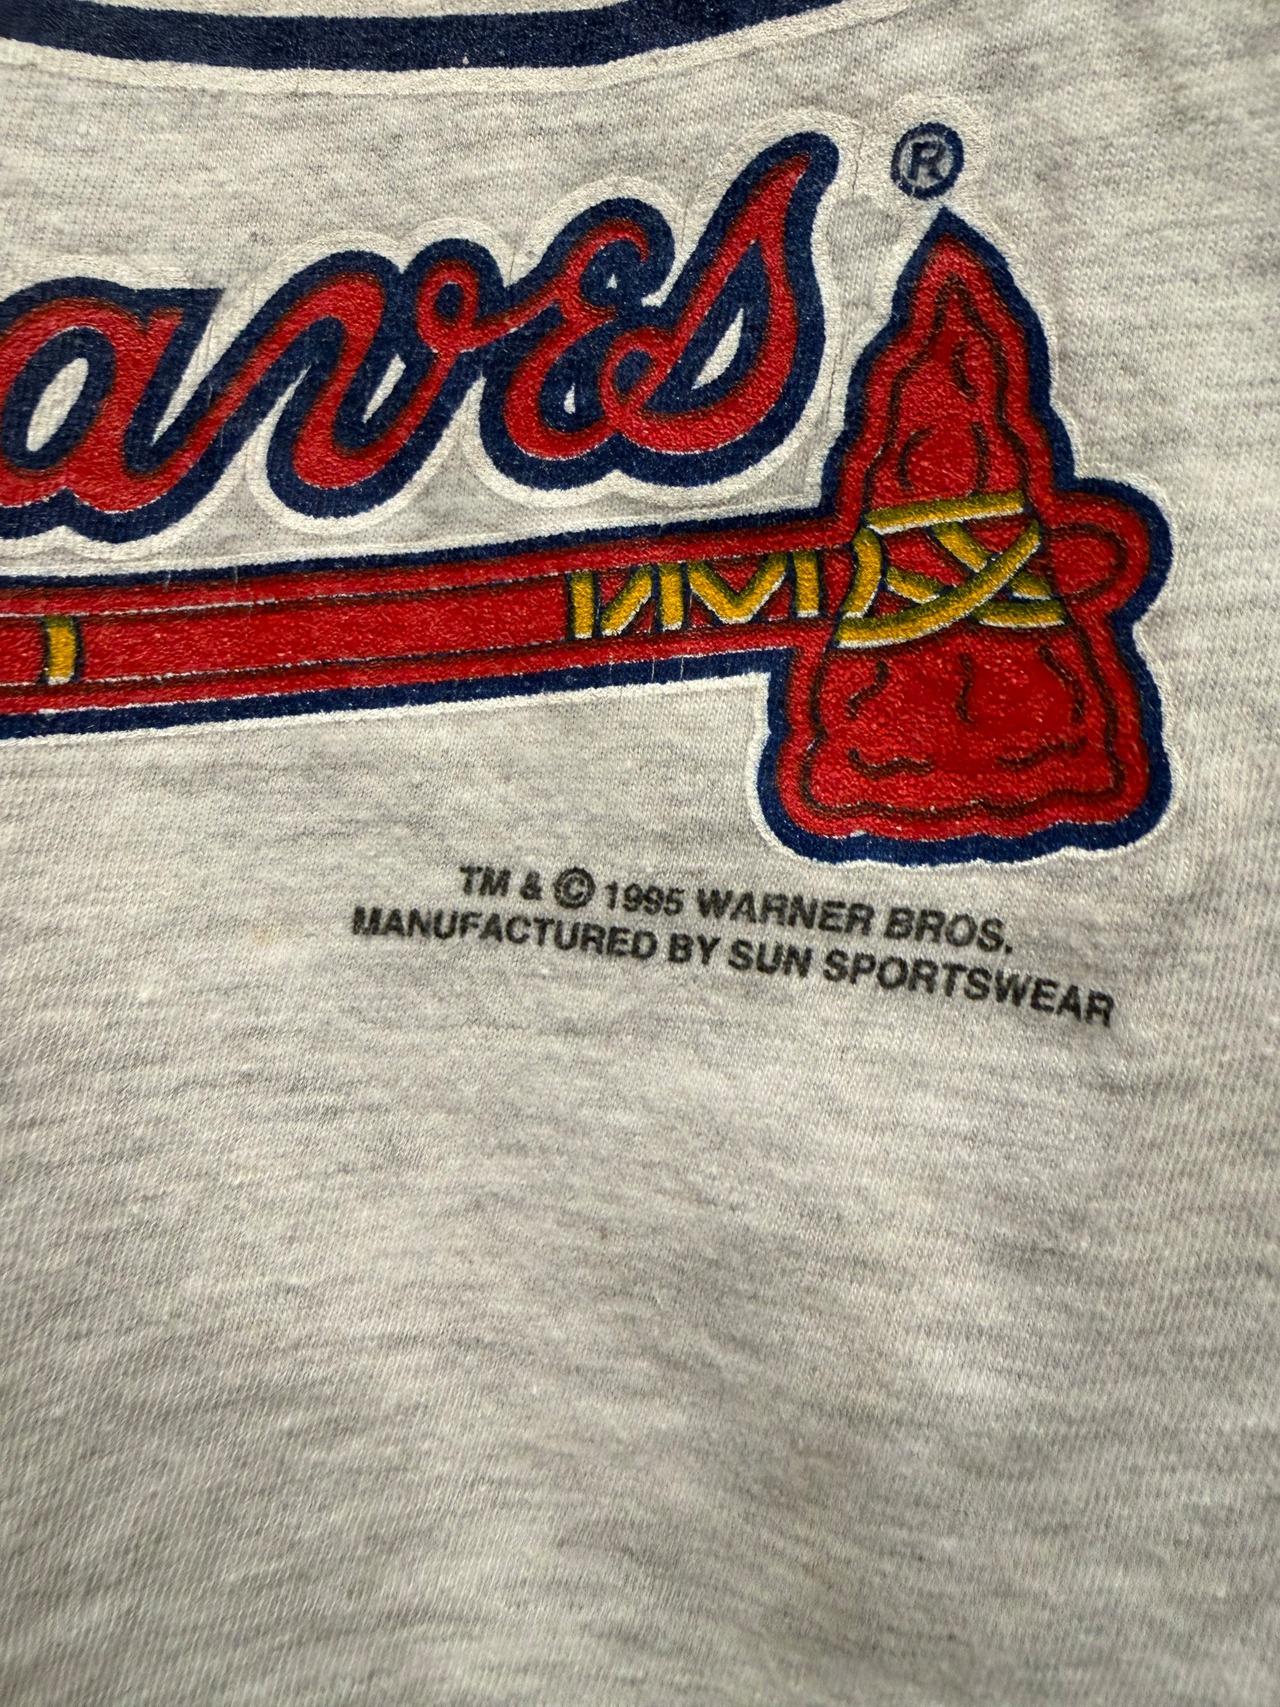 aves ®
TM & © 1995 WARNER BROS.
MANUFACTURED BY SUN SPORTSWEAR